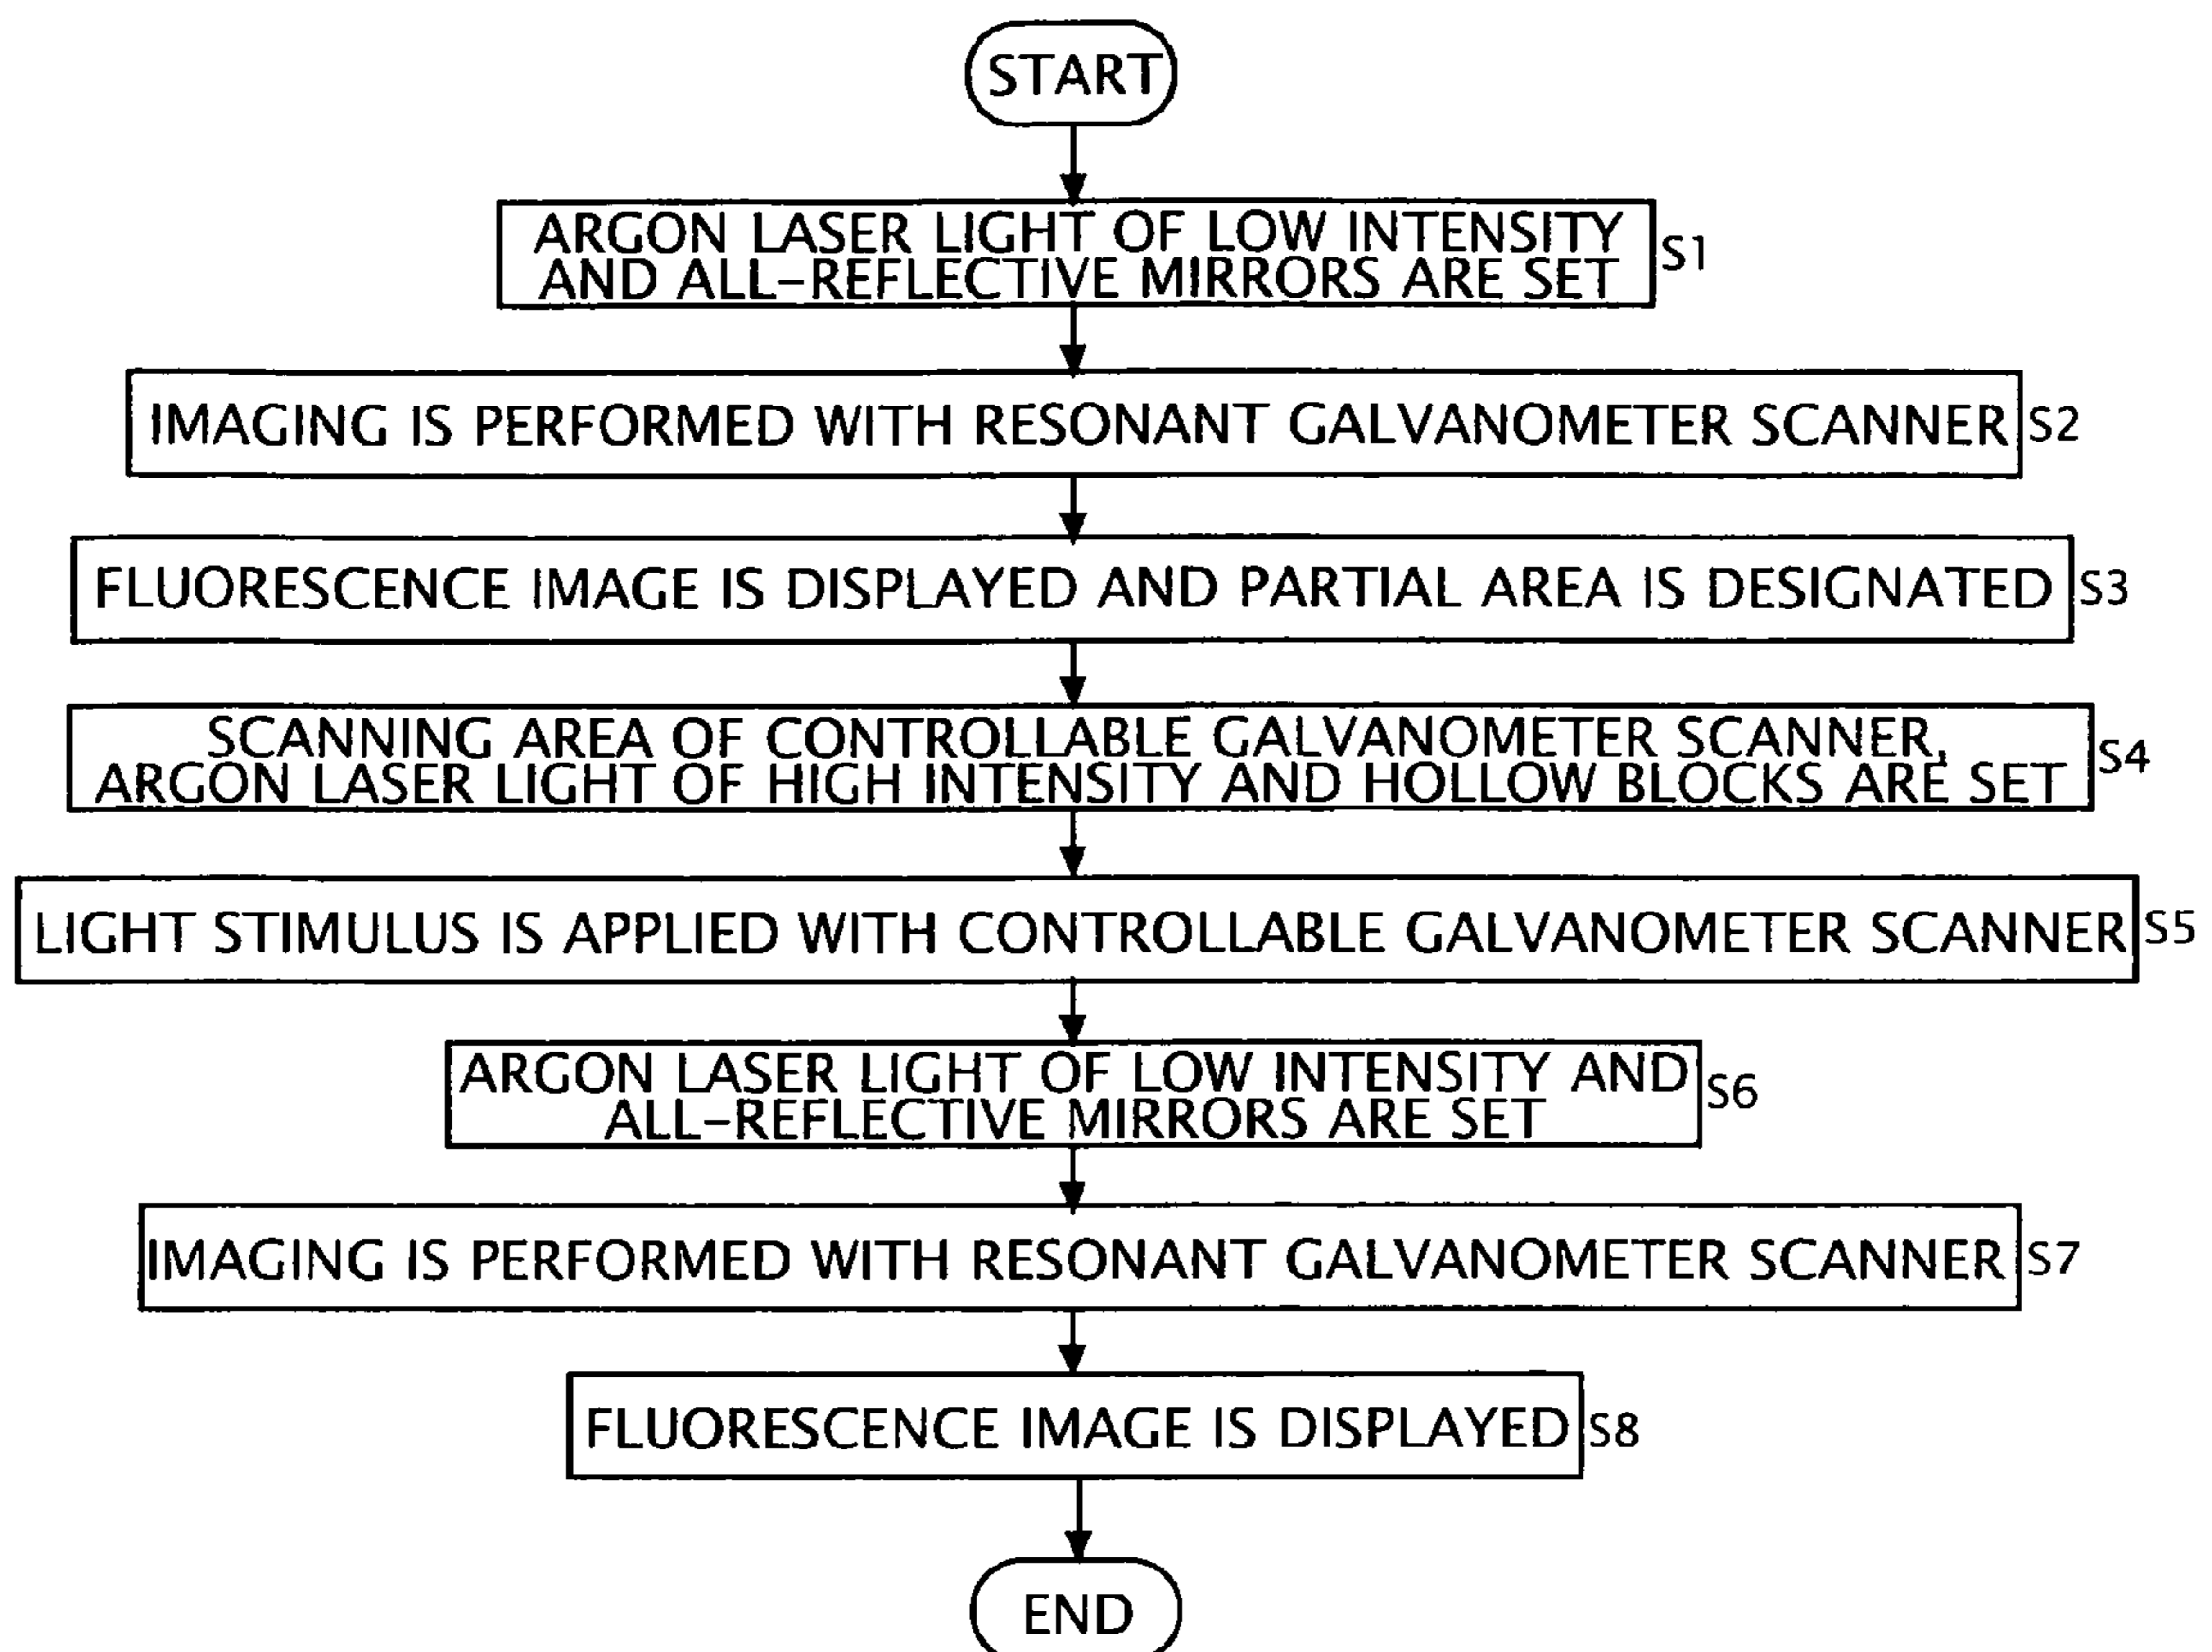 START
ARGON LASER LIGHT OF LOW INTENSITY
AND ALL-REFLECTIVE MIRRORS ARE SET
S1
IMAGING IS PERFORMED WITH RESONANT GALVANOMETER SCANNER
S2
FLUORESCENCE IMAGE IS DISPLAYED AND PARTIAL AREA IS DESIGNATED
S3
SCANNING AREA OF CONTROLLABLE GALVANOMETER SCANNER,
ARGON LASER LIGHT OF HIGH INTENSITY AND HOLLOW BLOCKS ARE SET
S4
LIGHT STIMULUS IS APPLIED WITH CONTROLLABLE GALVANOMETER SCANNER
S5
ARGON LASER LIGHT OF LOW INTENSITY AND
ALL-REFLECTIVE MIRRORS ARE SET
S6
IMAGING IS PERFORMED WITH RESONANT GALVANOMETER SCANNER
S7
FLUORESCENCE IMAGE IS DISPLAYED
S8
END